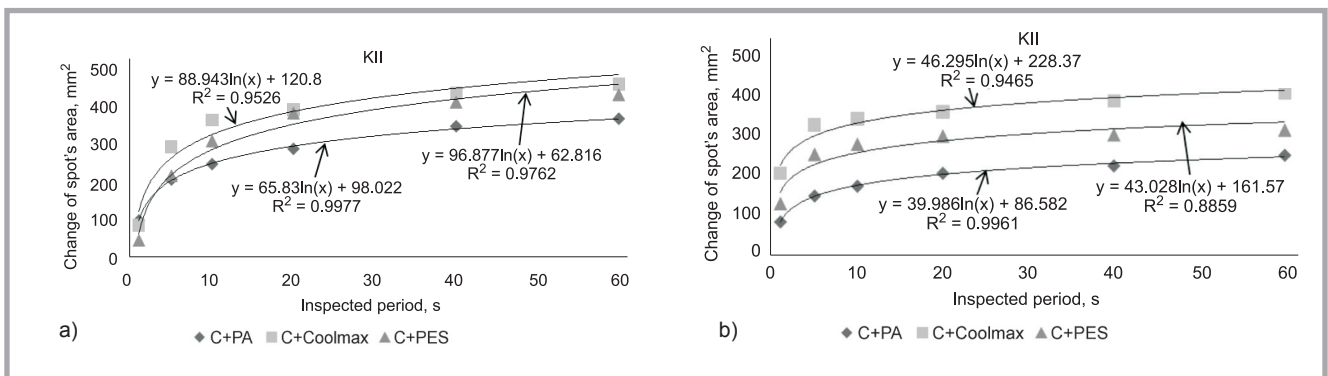 KII
Change of spot's area, mm²
500
400
300
200
100
0
y = 88.943ln(x) + 120.8
R² = 0.9526
y = 96.877ln(x) + 62.816
R² = 0.9762
y = 65.83ln(x) + 98.022
R² = 0.9977
0 10 20 30 40 50 60
Inspected period, s
a)
C+PA C+Coolmax C+PES
KII
Change of spot's area, mm²
500
400
300
200
100
0
y = 46.295ln(x) + 228.37
R² = 0.9465
y = 39.986ln(x) + 86.582
R² = 0.9961
y = 43.028ln(x) + 161.57
R² = 0.8859
0 10 20 30 40 50 60
Inspected period, s
b)
C+PA C+Coolmax C+PES